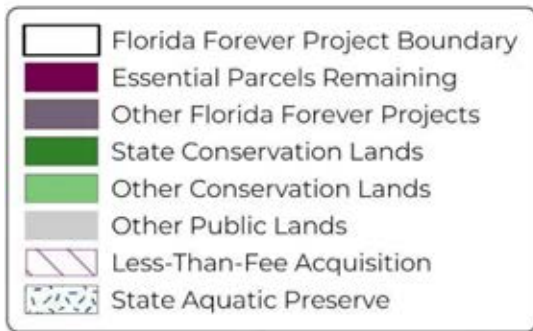 Florida Forever Project Boundary
Essential Parcels Remaining
Other Florida Forever Projects
State Conservation Lands
Other Conservation Lands
Other Public Lands
Less-Than-Fee Acquisition
State Aquatic Preserve